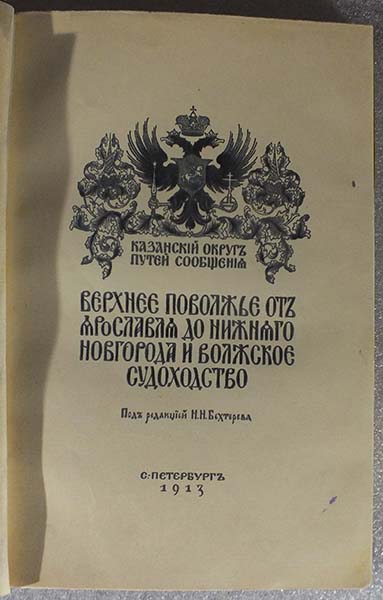 КАЗАНСКІЙ ОКРУГЪ
ПУТЕЙ СООБЩЕНІЯ
ВЕРХНЕЕ ПОВОЛЖЬЕ ОТЪ
ЯРОСЛАВЛЯ ДО НИЖНЯГО
НОВГОРОДА И ВОЛЖСКОЕ
СУДОХОДСТВО
Подъ редакціей Н.Н. Бехтерева
С.-ПЕТЕРБУРГЪ
1913